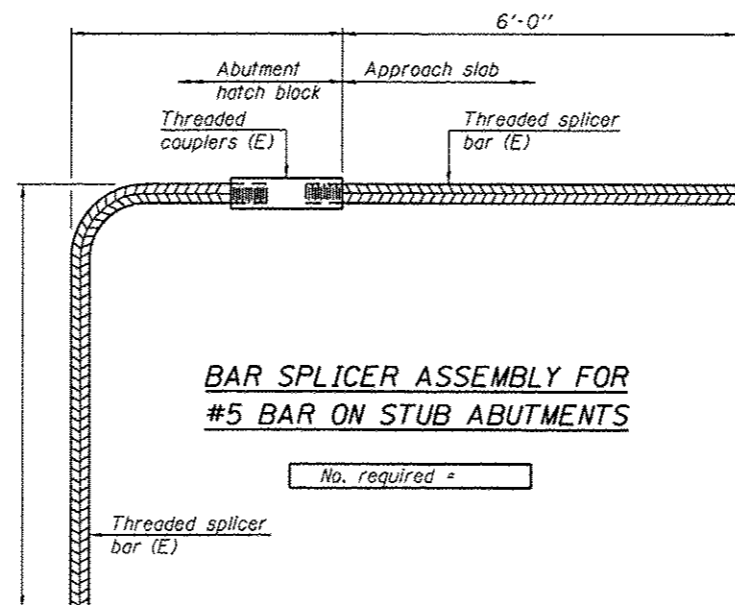 6'-0"
Abutment
hatch block
Approach slab
Threaded
couplers (E)
Threaded splicer
bar (E)
BAR SPLICER ASSEMBLY FOR
#5 BAR ON STUB ABUTMENTS
No. required =
Threaded splicer
bar (E)